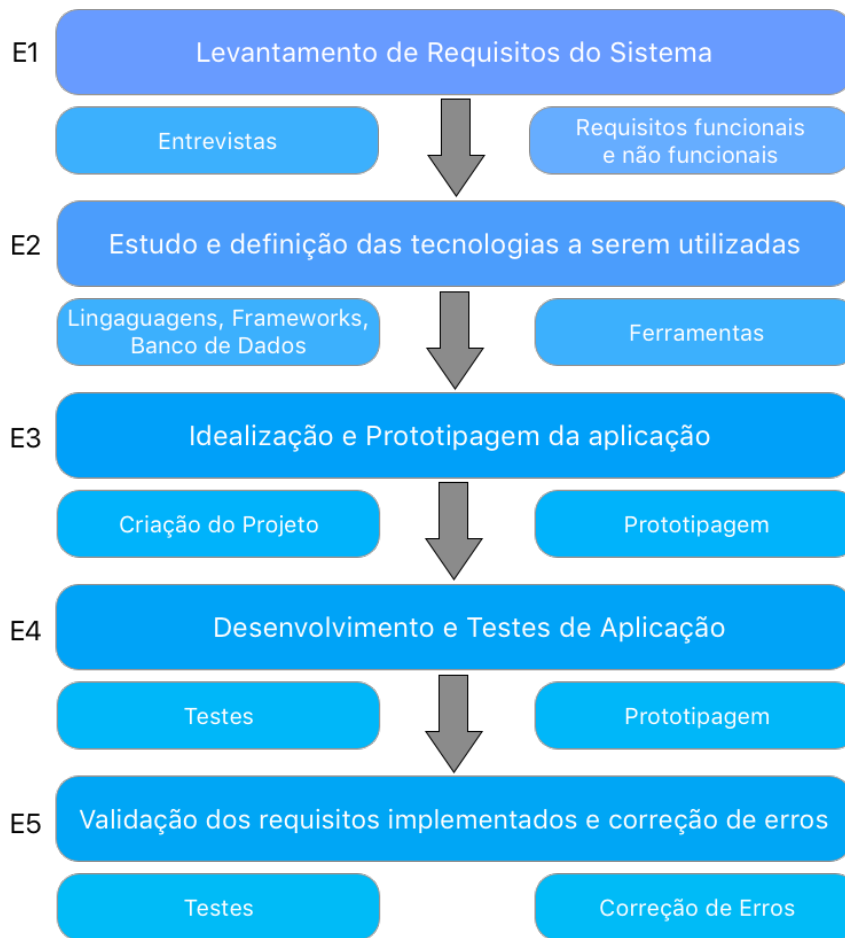 E1
Levantamento de Requisitos do Sistema
Entrevistas
Requisitos funcionais
e não funcionais
E2
Estudo e definição das tecnologias a serem utilizadas
Lingaguagens, Frameworks,
Banco de Dados
Ferramentas
E3
Idealização e Prototipagem da aplicação
Criação do Projeto
Prototipagem
E4
Desenvolvimento e Testes de Aplicação
Testes
Prototipagem
E5
Validação dos requisitos implementados e correção de erros
Testes
Correção de Erros